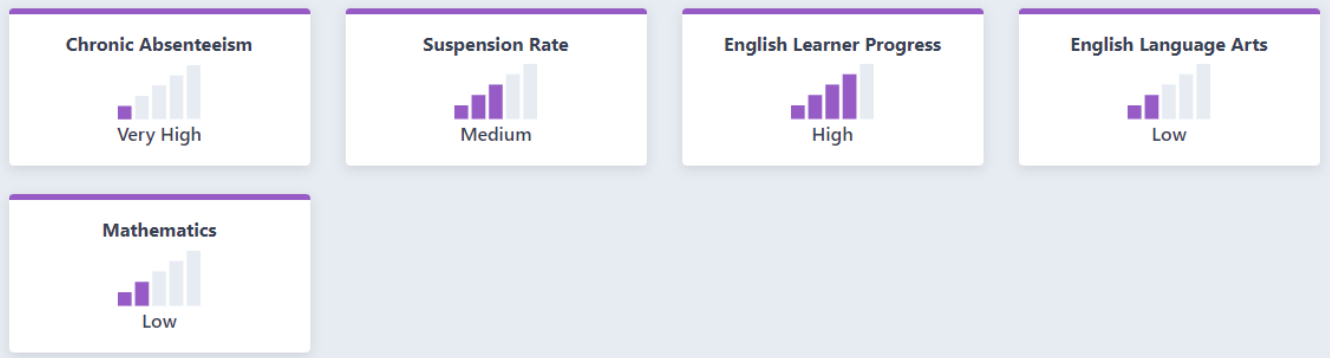 Chronic Absenteeism
Very High
Suspension Rate
Medium
English Learner Progress
High
English Language Arts
Low
Mathematics
Low